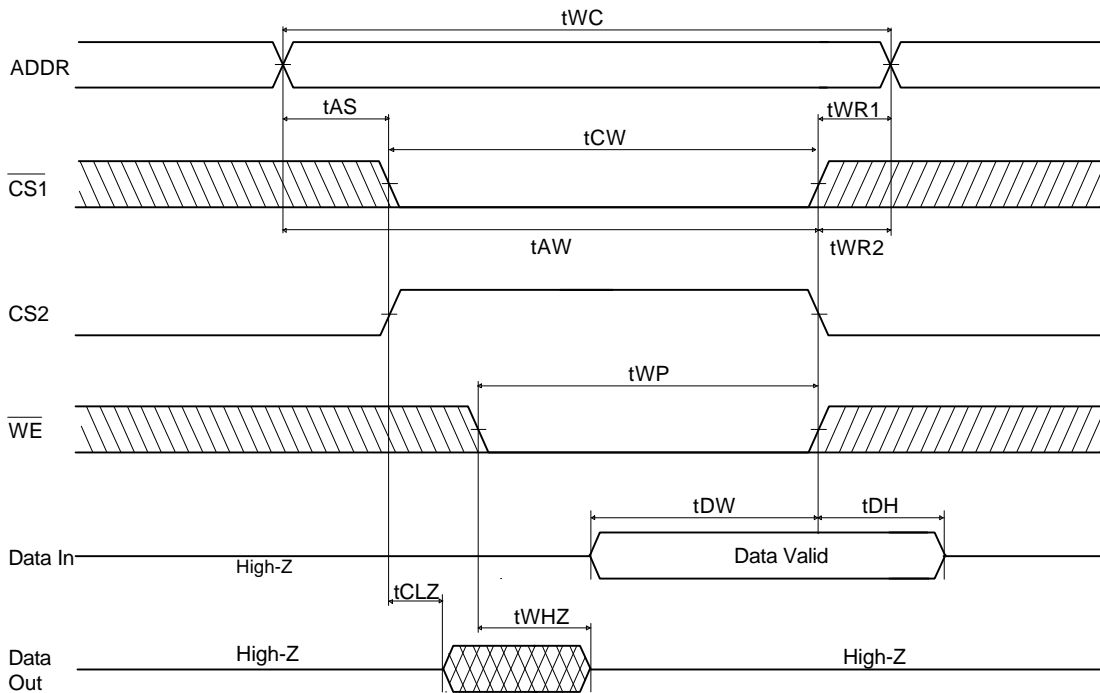 tWC
ADDR
tAS
tWR1
tCW
CS1
tAW
tWR2
CS2
tWP
WE
tDW
tDH
Data In
High-Z
Data Valid
tCLZ
tWHZ
Data
Out
High-Z
High-Z